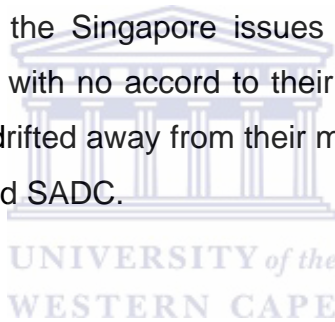 the Singapore issues
with no accord to their
drifted away from their m
d SADC.
UNIVERSITY of the
WESTERN CAPE